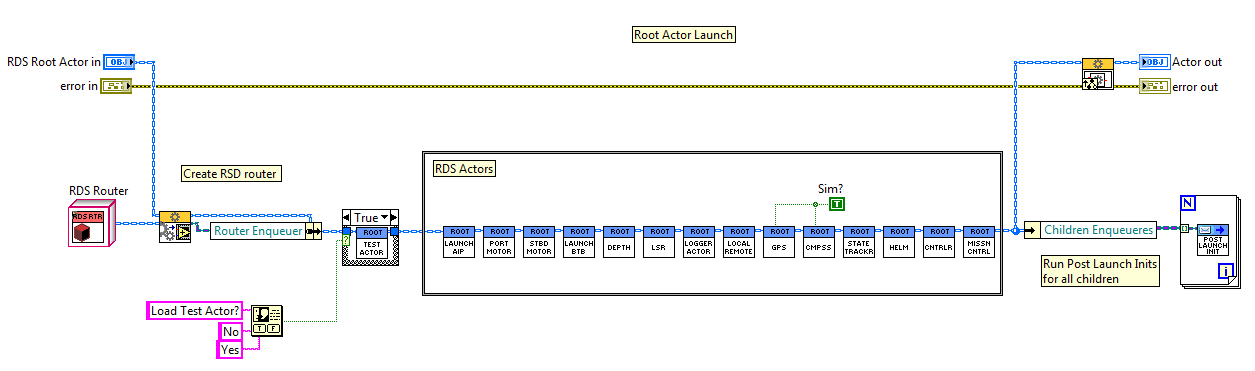 Root Actor Launch
RDS Root Actor in
OBJ
error in
OBJ
Actor out
error out
Create RSD router
RDS Router
RDS RTR
Router Enqueuer
True
?
ROOT
TEST
ACTOR
RDS Actors
Sim?
T
ROOT
LAUNCH
AIP
ROOT
PORT
MOTOR
ROOT
STBD
MOTOR
ROOT
LAUNCH
BTB
ROOT
DEPTH
ROOT
LSR
ROOT
LOGGER
ACTOR
ROOT
LOCAL
REMOTE
ROOT
GPS
ROOT
CMPSS
ROOT
STATE
TRACKR
ROOT
HELM
ROOT
CNTRLR
ROOT
MISSN
CNTRL
Children Enqueueres
Run Post Launch Inits
for all children
N
POST
LAUNCH
INIT
i
Load Test Actor?
No
Yes
T F